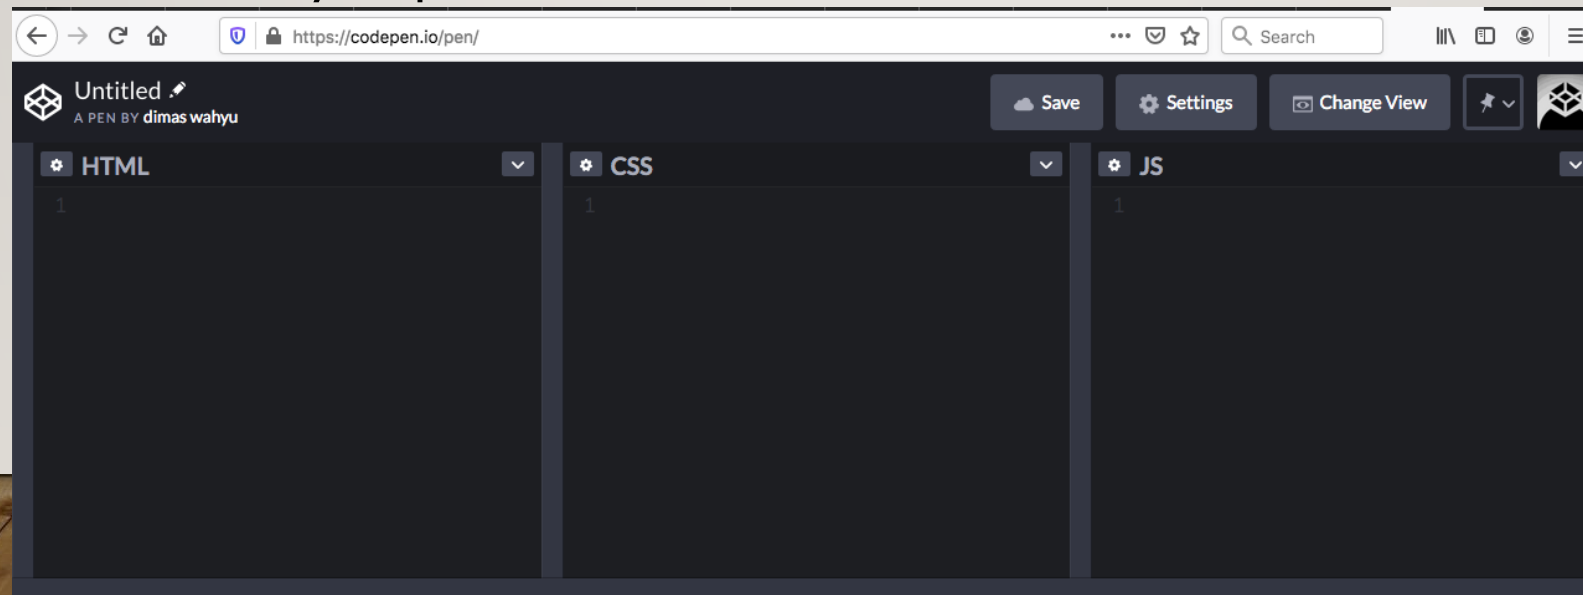 https://codepen.io/pen/
Search
Untitled
A PEN BY dimas wahyu
Save
Settings
Change View
HTML
CSS
JS
1
1
1